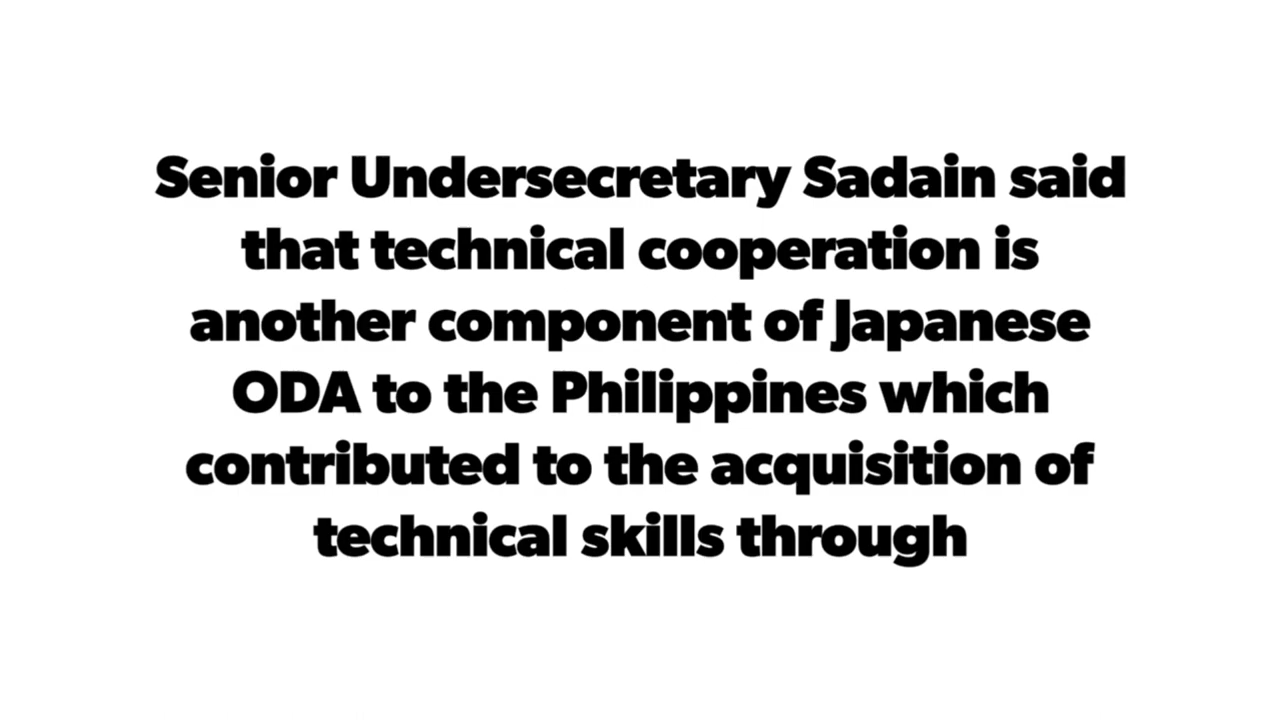 Senior Undersecretary Sadain said
that technical cooperation is
another component of Japanese
ODA to the Philippines which
contributed to the acquisition of
technical skills through